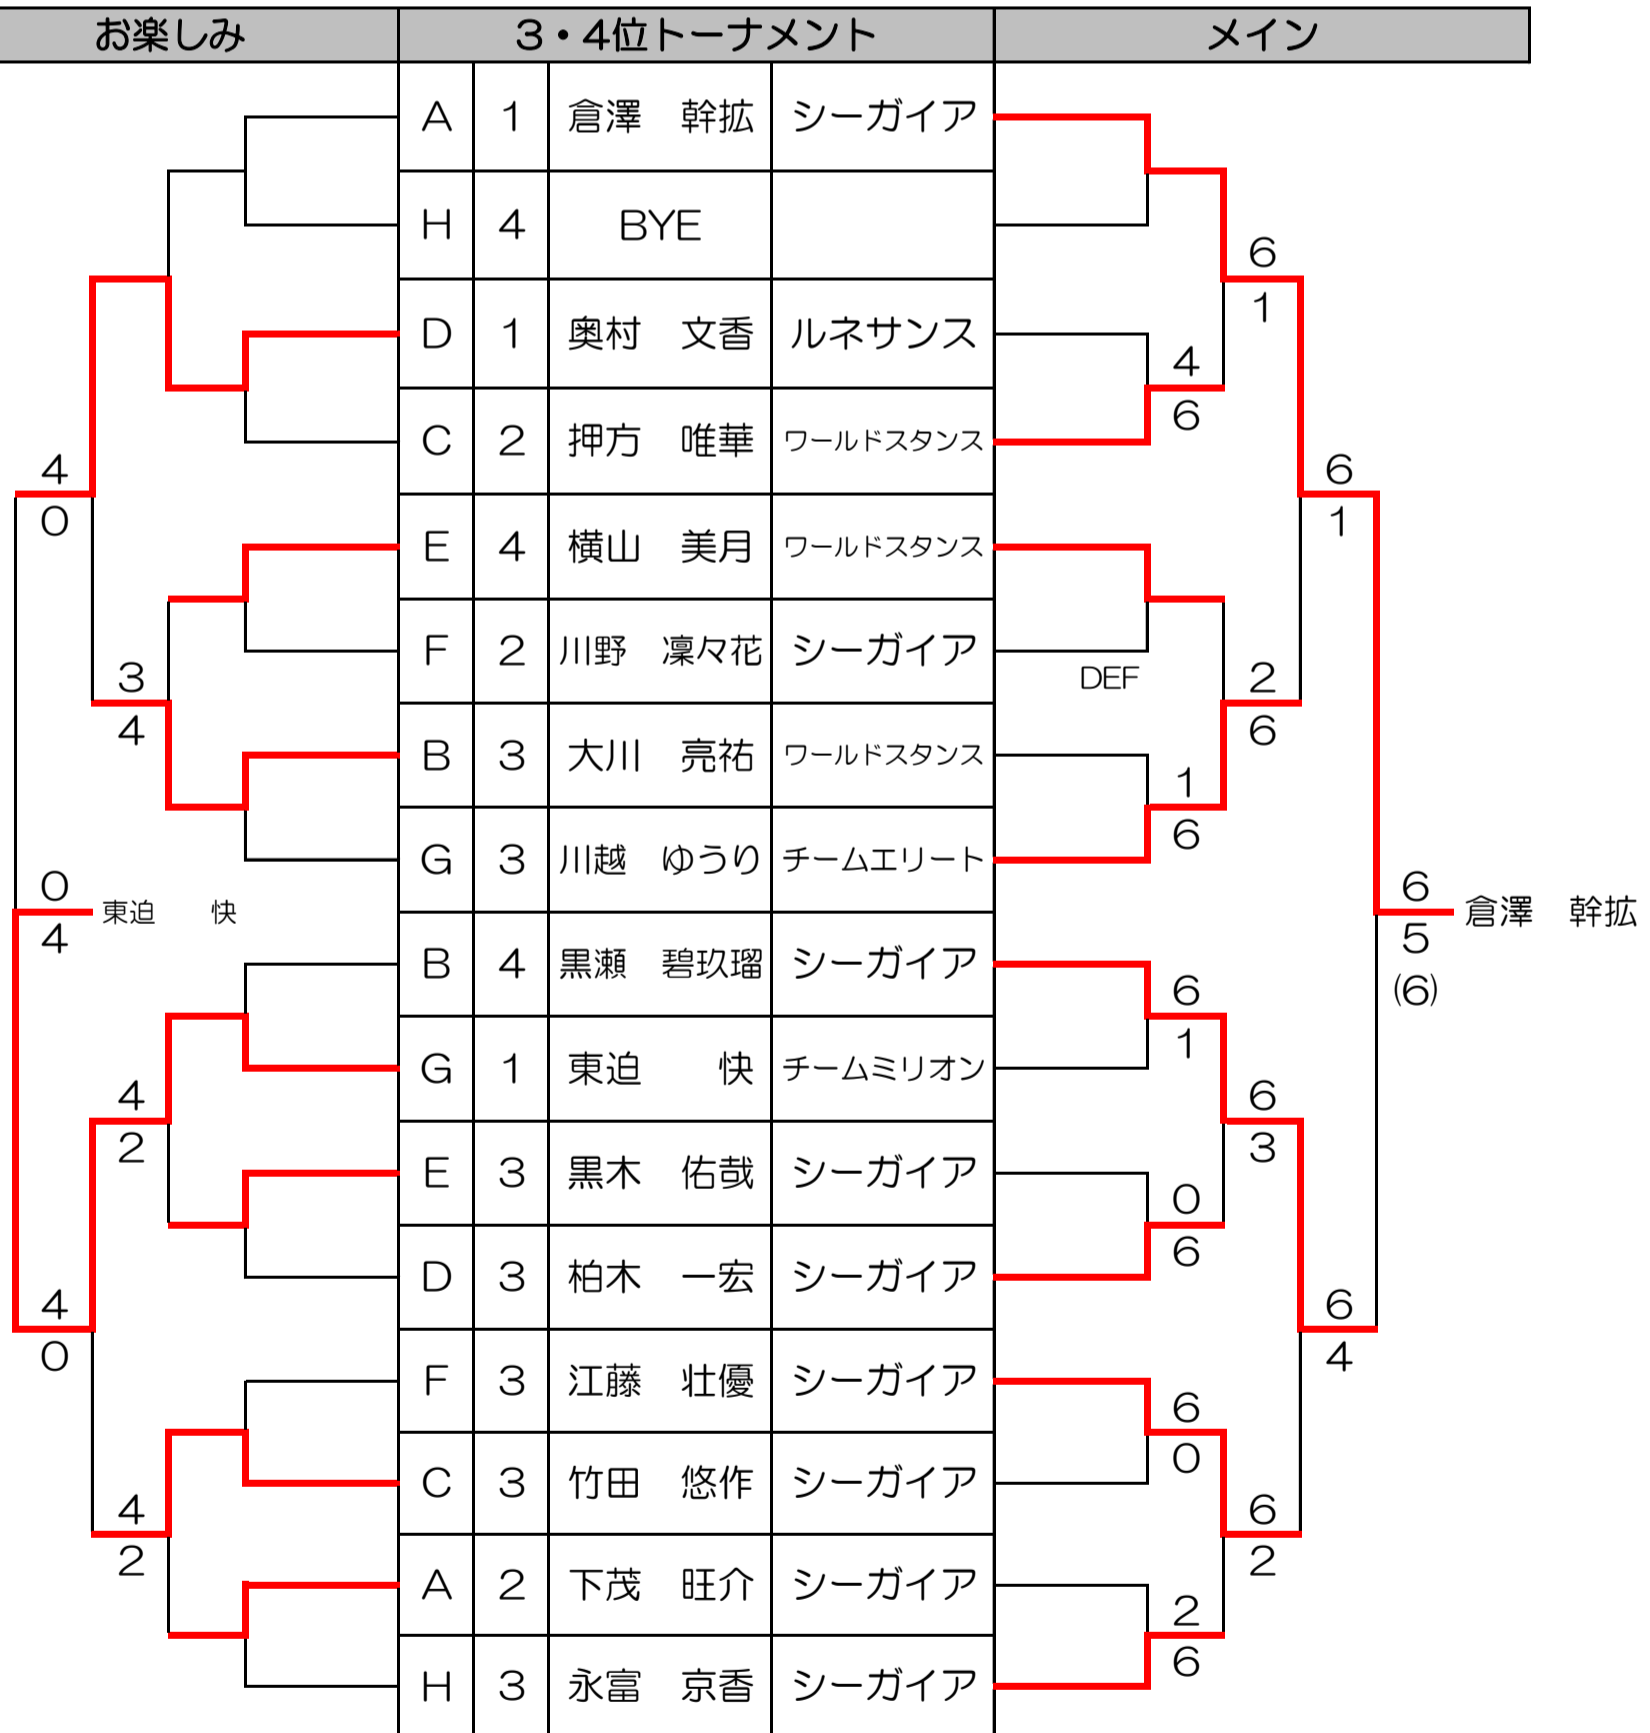 お楽しみ 3・4位トーナメント メイン
A 1 倉澤 幹拡 シーガイア
H 4 BYE
6
1
D 1 奥村 文香 ルネサンス
4
6
C 2 押方 唯華 ワールドスタンス
4
0
6
1
E 4 横山 美月 ワールドスタンス
F 2 川野 凜々花 シーガイア
DEF
3
4
2
6
B 3 大川 亮祐 ワールドスタンス
1
6
G 3 川越 ゆうり チームエリート
0
4
東迫 快
6
5
(6)
倉澤 幹拡
B 4 黒瀬 碧玖瑠 シーガイア
6
1
G 1 東迫 快 チームミリオン
4
2
6
3
E 3 黒木 佑哉 シーガイア
0
6
D 3 柏木 一宏 シーガイア
4
0
6
4
F 3 江藤 壮優 シーガイア
6
0
C 3 竹田 悠作 シーガイア
4
2
6
2
A 2 下茂 旺介 シーガイア
2
6
H 3 永富 京香 シーガイア